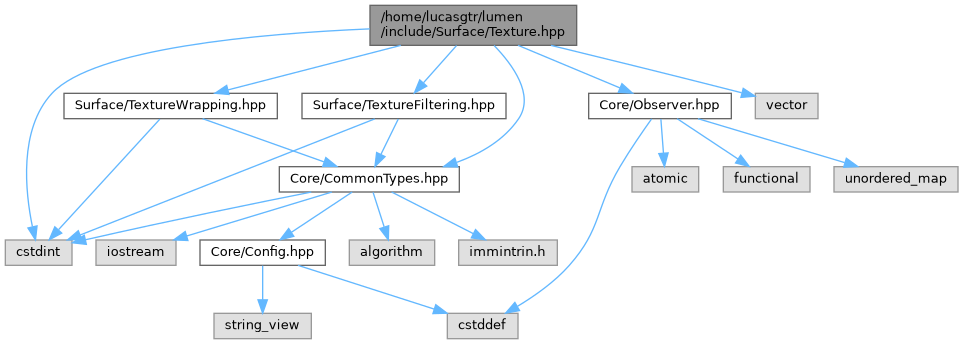 /home/lucasgtr/lumen
/include/Surface/Texture.hpp
Surface/TextureWrapping.hpp
Surface/TextureFiltering.hpp
Core/Observer.hpp
vector
Core/CommonTypes.hpp
atomic
functional
unordered_map
cstdint
iostream
Core/Config.hpp
algorithm
immintrin.h
string_view
cstddef